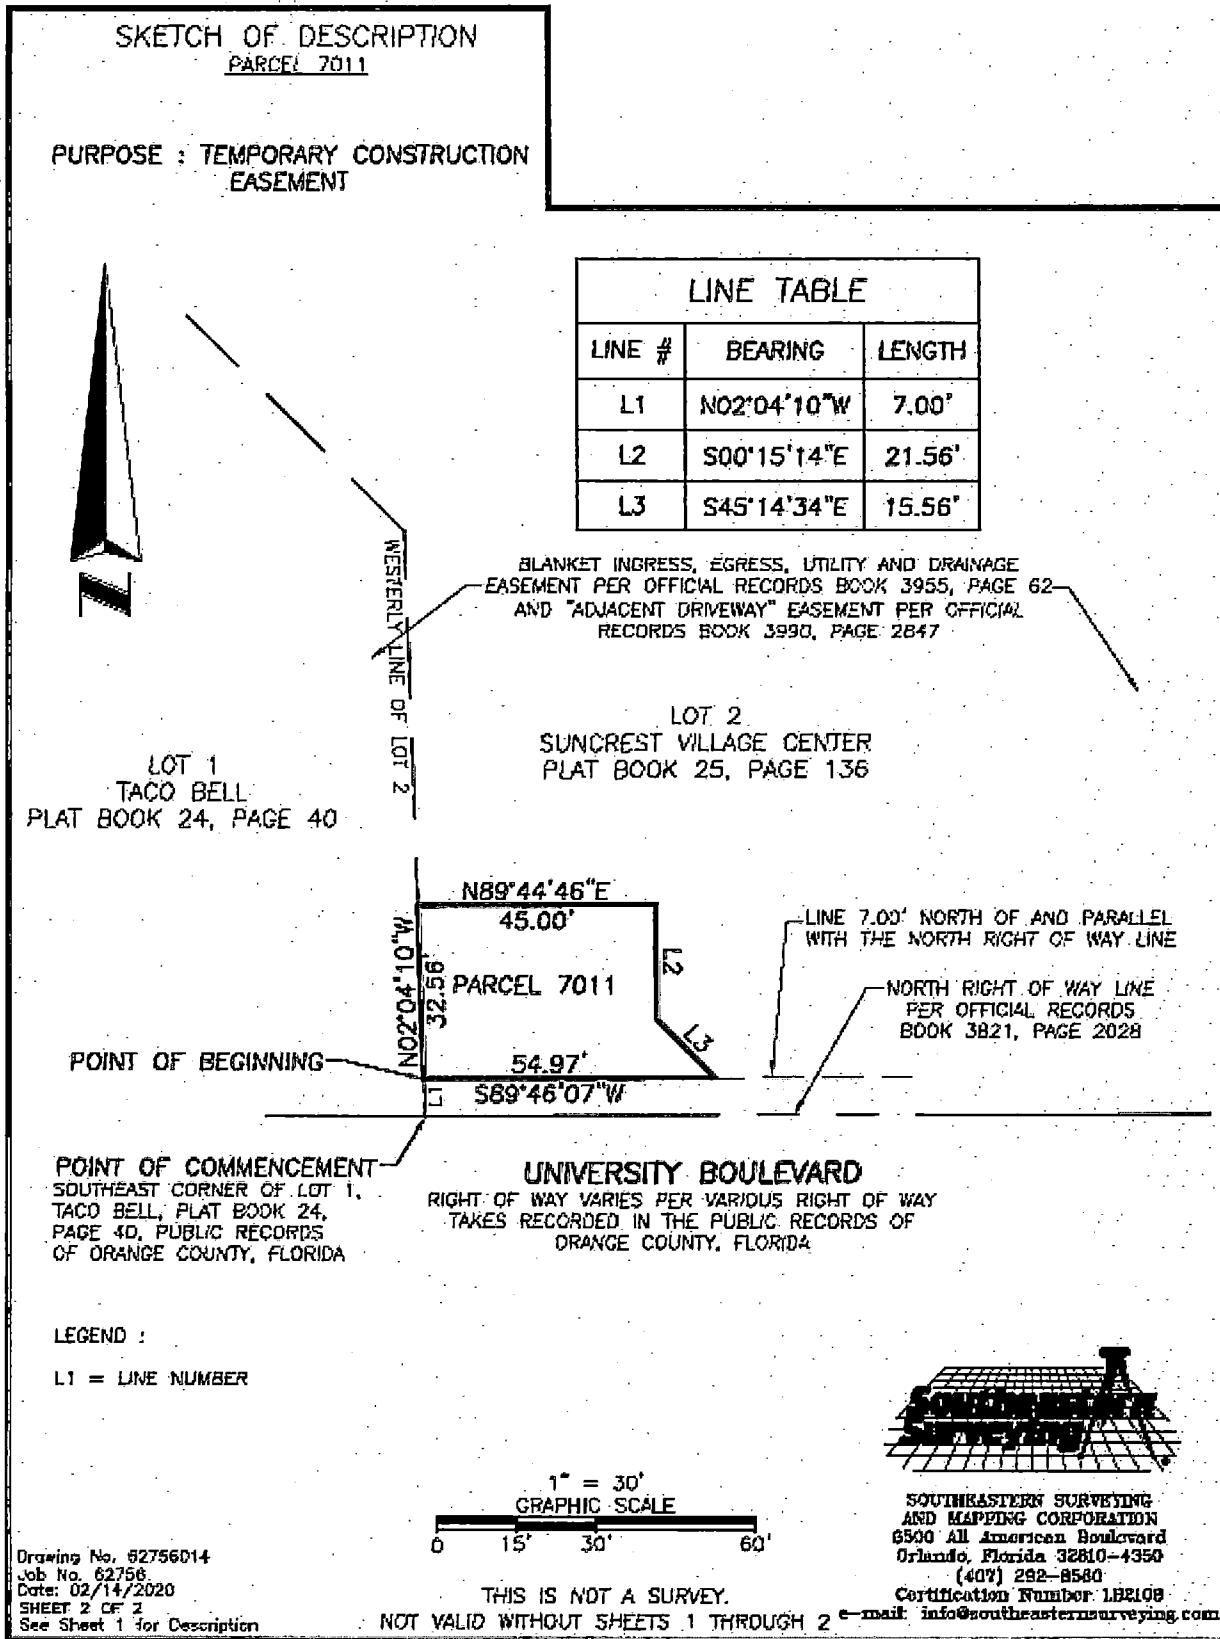 SKETCH OF DESCRIPTION
PARCEL 7011
PURPOSE : TEMPORARY CONSTRUCTION
EASEMENT
LINE TABLE
LINE # BEARING LENGTH
L1 N02°04'10"W 7.00'
L2 S00°15'14"E 21.56'
L3 S45°14'34"E 15.56'
N
BLANKET INGRESS, EGRESS, UTILITY AND DRAINAGE
EASEMENT PER OFFICIAL RECORDS BOOK 3955, PAGE 62
AND "ADJACENT DRIVEWAY" EASEMENT PER OFFICIAL
RECORDS BOOK 3990, PAGE 2847
WESTERLY LINE OF LOT 2
LOT 2
SUNCREST VILLAGE CENTER
PLAT BOOK 25, PAGE 136
LOT 1
TACO BELL
PLAT BOOK 24, PAGE 40
N89°44'46"E
45.00'
N02°04'10"W
32.56'
PARCEL 7011
L2
L3
LINE 7.00' NORTH OF AND PARALLEL
WITH THE NORTH RIGHT OF WAY LINE
NORTH RIGHT OF WAY LINE
PER OFFICIAL RECORDS
BOOK 3821, PAGE 2028
POINT OF BEGINNING
54.97'
S89°46'07"W
L1
POINT OF COMMENCEMENT
SOUTHEAST CORNER OF LOT 1,
TACO BELL, PLAT BOOK 24,
PAGE 40, PUBLIC RECORDS
OF ORANGE COUNTY, FLORIDA
UNIVERSITY BOULEVARD
RIGHT OF WAY VARIES PER VARIOUS RIGHT OF WAY
TAKES RECORDED IN THE PUBLIC RECORDS OF
ORANGE COUNTY, FLORIDA
LEGEND :
L1 = LINE NUMBER
1" = 30'
GRAPHIC SCALE
0 15' 30' 60'
Southeastern
Surveying
SOUTHEASTERN SURVEYING
AND MAPPING CORPORATION
6500 All American Boulevard
Orlando, Florida 32810-4350
(407) 292-8580
Certification Number LB2108
e-mail: info@southeasternsurveying.com
Drawing No. 62756014
Job No. 62756
Date: 02/14/2020
SHEET 2 OF 2
See Sheet 1 for Description
THIS IS NOT A SURVEY.
NOT VALID WITHOUT SHEETS 1 THROUGH 2